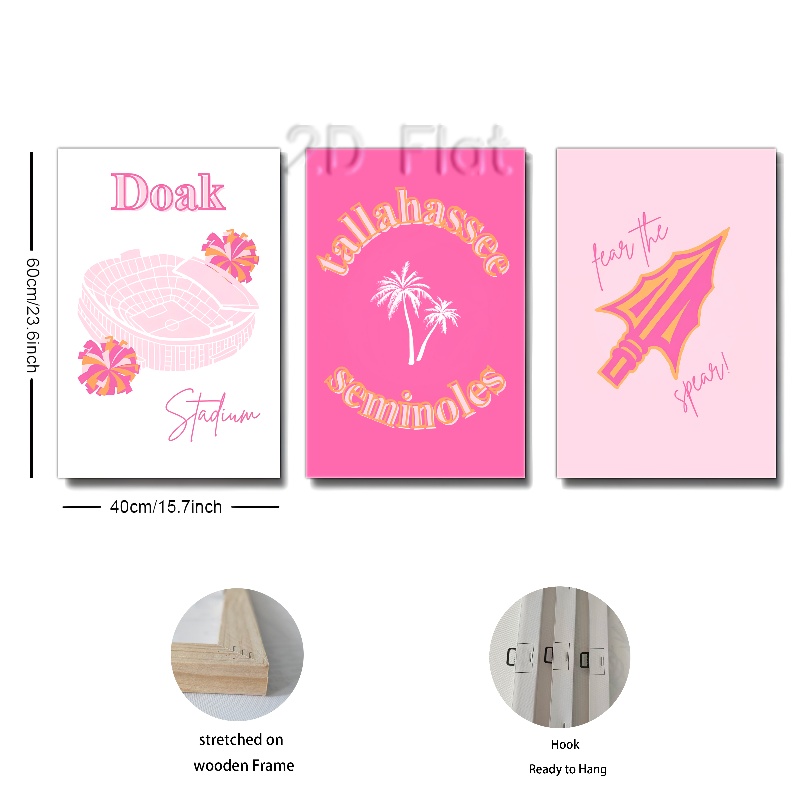 2D Flat
Doak
Stadium
tallahassee
seminoles
fear the
spear!
60cm/23.6inch
40cm/15.7inch
stretched on
wooden Frame
Hook
Ready to Hang